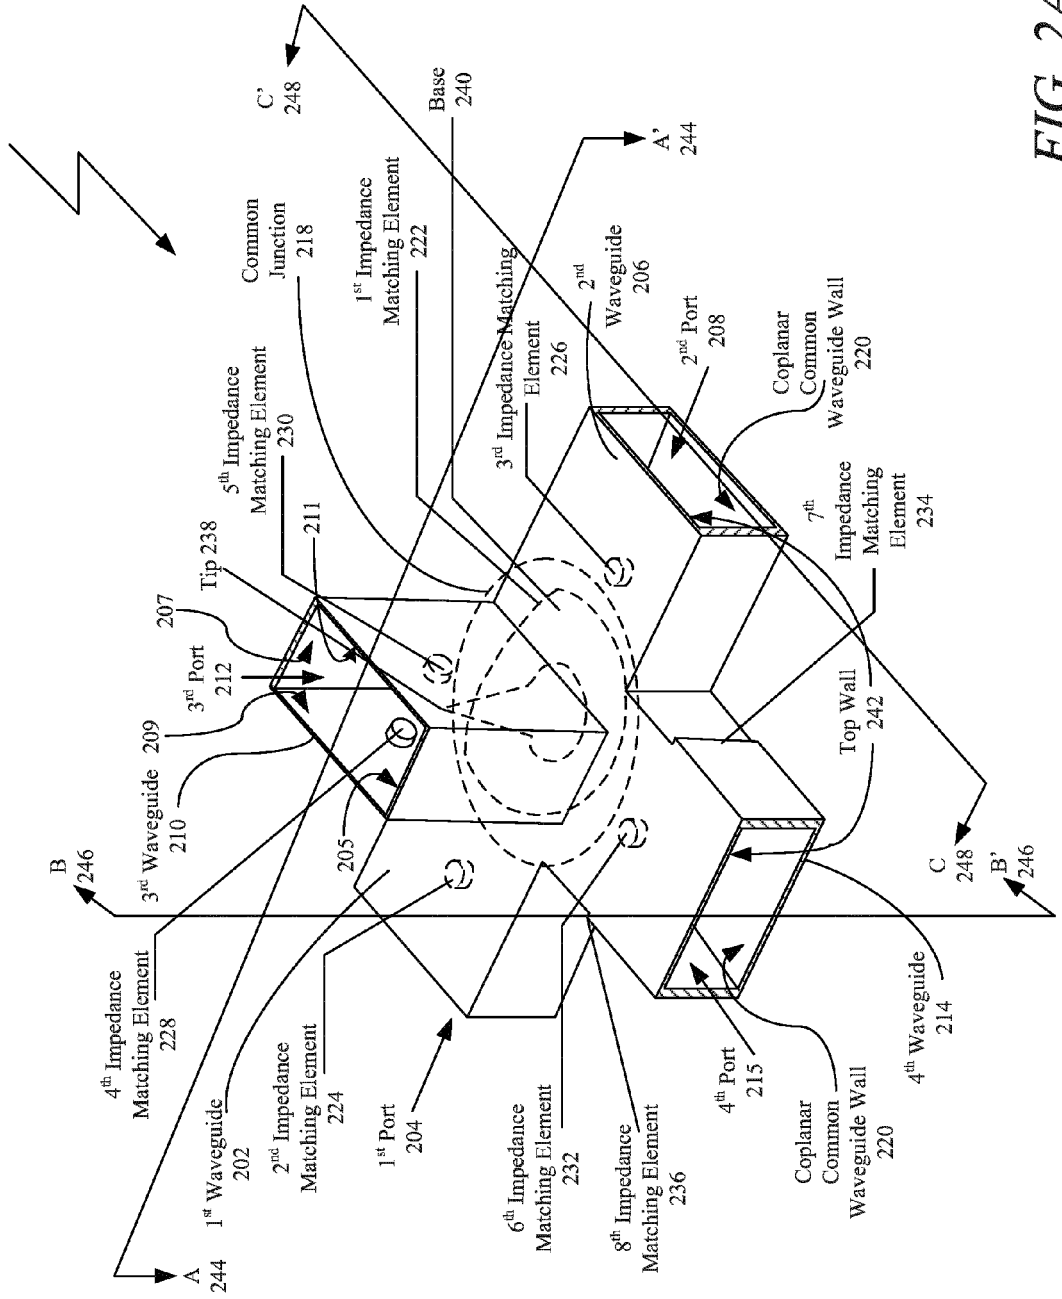 FIG. 2A
C'
248
Base
240
A'
244
Common
Junction
218
1st Impedance
Matching Element
222
3rd Impedance Matching
Element
226
2nd
Waveguide
206
2nd Port
208
Coplanar
Common
Waveguide Wall
220
5th Impedance
Matching Element
230
211
Tip 238
207
3rd Port
212
209
3rd Waveguide
210
205
7th
Impedance
Matching
Element
234
Top Wall
242
B
246
C
248
B'
246
4th Impedance
Matching Element
228
1st Waveguide
202
2nd Impedance
Matching Element
224
1st Port
204
6th Impedance
Matching Element
232
8th Impedance
Matching Element
236
4th Port
215
Coplanar
Common
Waveguide Wall
220
4th Waveguide
214
A
244